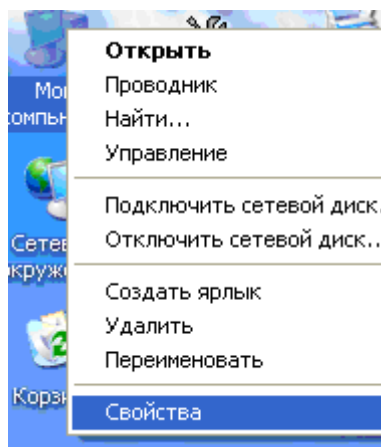 Открыть
Проводник
Найти...
Управление
Подключить сетевой диск.
Отключить сетевой диск..
Создать ярлык
Удалить
Переименовать
Свойства